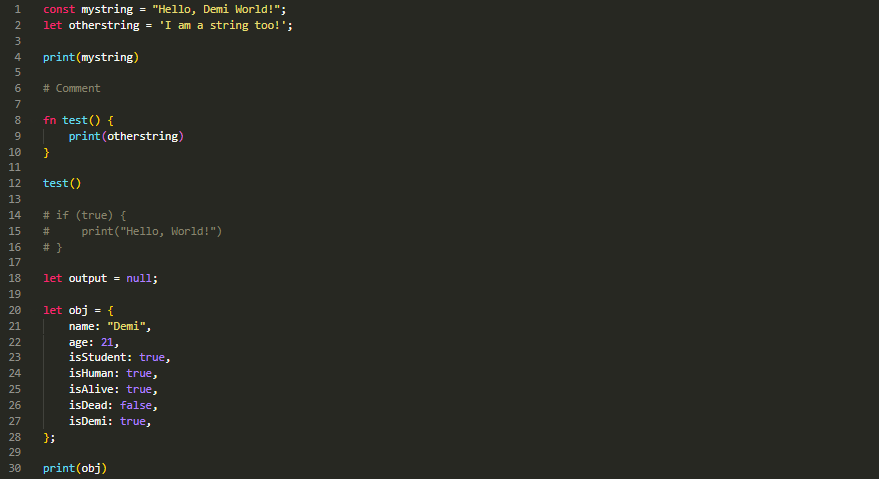 1 const mystring = "Hello, Demi World!";
2 let otherstring = 'I am a string too!';
3
4 print(mystring)
5
6 # Comment
7
8 fn test() {
9     print(otherstring)
10 }
11
12 test()
13
14 # if (true) {
15 #     print("Hello, World!")
16 # }
17
18 let output = null;
19
20 let obj = {
21     name: "Demi",
22     age: 21,
23     isStudent: true,
24     isHuman: true,
25     isAlive: true,
26     isDead: false,
27     isDemi: true,
28 };
29
30 print(obj)